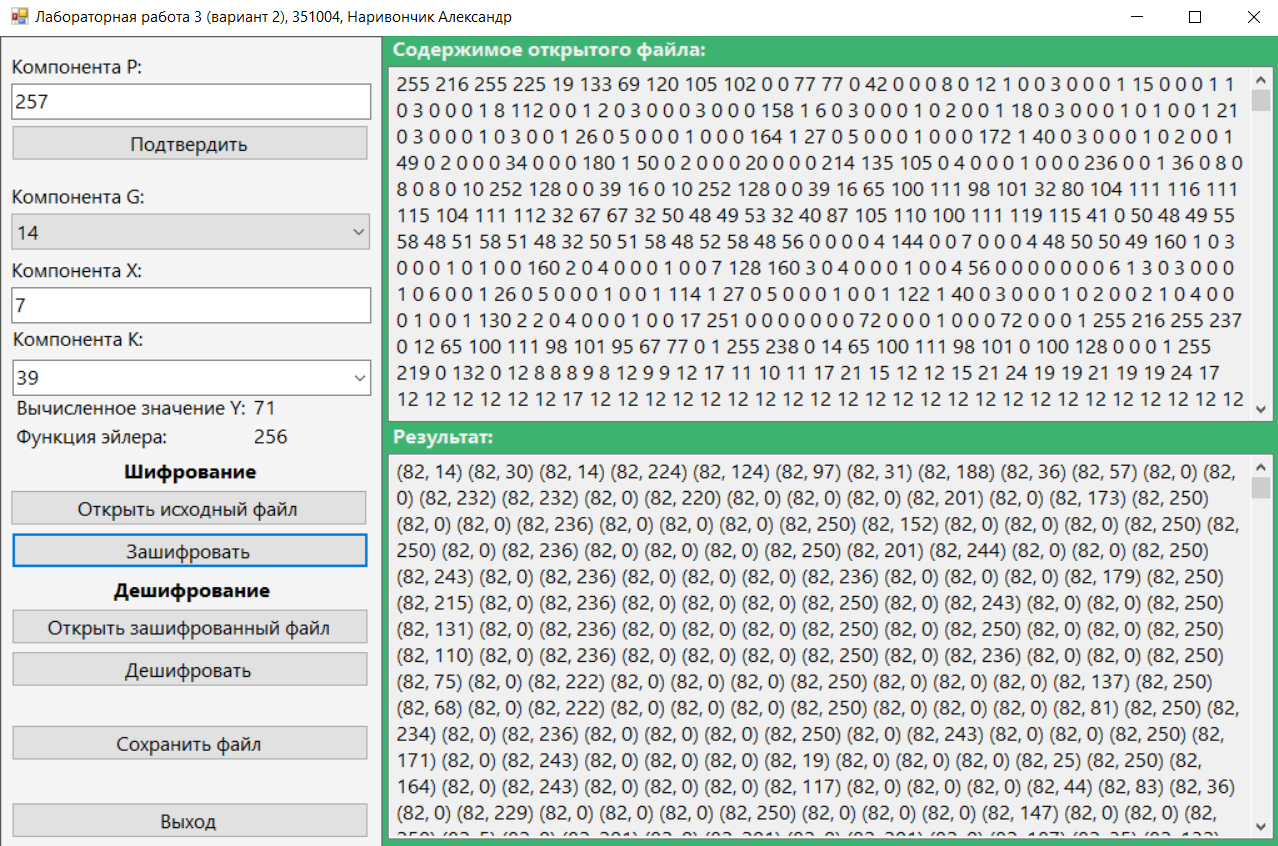 Лабораторная работа 3 (вариант 2), 351004, Наривончик Александр
Компонента P:
257
Подтвердить
Компонента G:
14
Компонента X:
7
Компонента K:
39
Вычисленное значение Y: 71
Функция эйлера: 256
Шифрование
Открыть исходный файл
Зашифровать
Дешифрование
Открыть зашифрованный файл
Дешифровать
Сохранить файл
Выход
Содержимое открытого файла:
255 216 255 225 19 133 69 120 105 102 0 0 77 77 0 42 0 0 0 8 0 12 1 0 0 3 0 0 0 1 15 0 0 0 1 1
0 3 0 0 0 1 8 112 0 0 1 2 0 3 0 0 0 3 0 0 0 158 1 6 0 3 0 0 0 1 0 2 0 0 1 18 0 3 0 0 0 1 0 1 0 0 1 21
0 3 0 0 0 1 0 3 0 0 1 26 0 5 0 0 0 1 0 0 0 164 1 27 0 5 0 0 0 1 0 0 0 172 1 40 0 3 0 0 0 1 0 2 0 0 1
49 0 2 0 0 0 34 0 0 0 180 1 50 0 2 0 0 0 20 0 0 0 214 135 105 0 4 0 0 0 1 0 0 0 236 0 0 1 36 0 8 0
8 0 8 0 10 252 128 0 0 39 16 0 10 252 128 0 0 39 16 65 100 111 98 101 32 80 104 111 116 111
115 104 111 112 32 67 67 32 50 48 49 53 32 40 87 105 110 100 111 119 115 41 0 50 48 49 55
58 48 51 58 51 48 32 50 51 58 48 52 58 48 56 0 0 0 0 4 144 0 0 7 0 0 0 4 48 50 50 49 160 1 0 3
0 0 0 1 0 1 0 0 160 2 0 4 0 0 0 1 0 0 7 128 160 3 0 4 0 0 0 1 0 0 4 56 0 0 0 0 0 0 0 6 1 3 0 3 0 0 0
1 0 6 0 0 1 26 0 5 0 0 0 1 0 0 1 114 1 27 0 5 0 0 0 1 0 0 1 122 1 40 0 3 0 0 0 1 0 2 0 0 2 1 0 4 0 0
0 1 0 0 1 130 2 2 0 4 0 0 0 1 0 0 17 251 0 0 0 0 0 0 0 72 0 0 0 1 0 0 0 72 0 0 0 1 255 216 255 237
0 12 65 100 111 98 101 95 67 77 0 1 255 238 0 14 65 100 111 98 101 0 100 128 0 0 0 1 255
219 0 132 0 12 8 8 8 9 8 12 9 9 12 17 11 10 11 17 21 15 12 12 15 21 24 19 19 21 19 19 24 17
12 12 12 12 12 12 17 12 12 12 12 12 12 12 12 12 12 12 12 12 12 12 12 12 12 12 12 12 12
Результат:
(82, 14) (82, 30) (82, 14) (82, 224) (82, 124) (82, 97) (82, 31) (82, 188) (82, 36) (82, 57) (82, 0) (82,
0) (82, 232) (82, 232) (82, 0) (82, 220) (82, 0) (82, 0) (82, 0) (82, 201) (82, 0) (82, 173) (82, 250)
(82, 0) (82, 0) (82, 236) (82, 0) (82, 0) (82, 0) (82, 250) (82, 152) (82, 0) (82, 0) (82, 0) (82, 250) (82,
250) (82, 0) (82, 236) (82, 0) (82, 0) (82, 0) (82, 250) (82, 201) (82, 244) (82, 0) (82, 0) (82, 250)
(82, 243) (82, 0) (82, 236) (82, 0) (82, 0) (82, 0) (82, 236) (82, 0) (82, 0) (82, 0) (82, 179) (82, 250)
(82, 215) (82, 0) (82, 236) (82, 0) (82, 0) (82, 0) (82, 250) (82, 0) (82, 243) (82, 0) (82, 0) (82, 250)
(82, 131) (82, 0) (82, 236) (82, 0) (82, 0) (82, 0) (82, 250) (82, 0) (82, 250) (82, 0) (82, 0) (82, 250)
(82, 110) (82, 0) (82, 236) (82, 0) (82, 0) (82, 0) (82, 250) (82, 0) (82, 236) (82, 0) (82, 0) (82, 250)
(82, 75) (82, 0) (82, 222) (82, 0) (82, 0) (82, 0) (82, 250) (82, 0) (82, 0) (82, 0) (82, 137) (82, 250)
(82, 68) (82, 0) (82, 222) (82, 0) (82, 0) (82, 0) (82, 250) (82, 0) (82, 0) (82, 0) (82, 81) (82, 250) (82,
234) (82, 0) (82, 236) (82, 0) (82, 0) (82, 0) (82, 250) (82, 0) (82, 243) (82, 0) (82, 0) (82, 250) (82,
171) (82, 0) (82, 243) (82, 0) (82, 0) (82, 0) (82, 19) (82, 0) (82, 0) (82, 0) (82, 25) (82, 250) (82,
164) (82, 0) (82, 243) (82, 0) (82, 0) (82, 0) (82, 117) (82, 0) (82, 0) (82, 0) (82, 44) (82, 83) (82, 36)
(82, 0) (82, 229) (82, 0) (82, 0) (82, 0) (82, 250) (82, 0) (82, 0) (82, 0) (82, 147) (82, 0) (82, 0) (82,